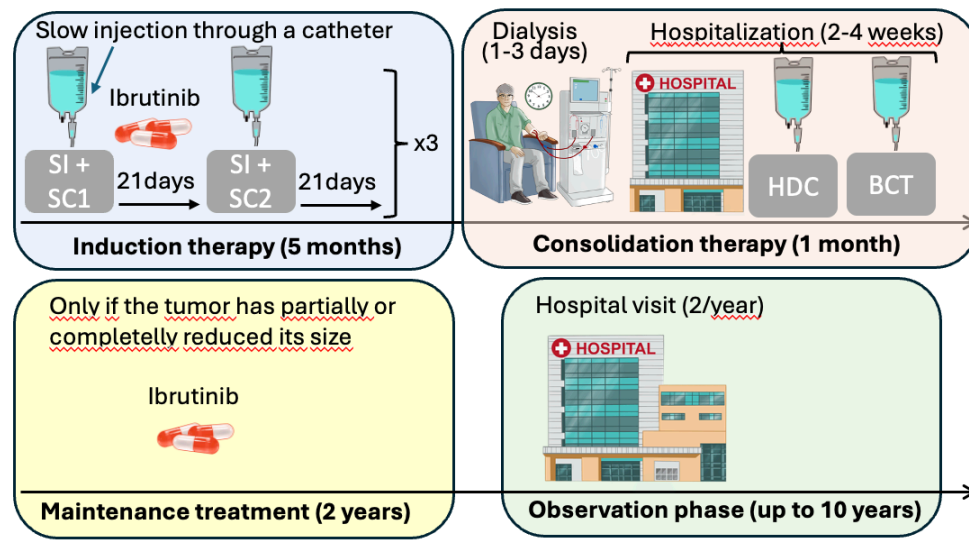 Slow injection through a catheter
Ibrutinib
SI +
SC1
21days
SI +
SC2
21days
x3
Induction therapy (5 months)
Dialysis
(1-3 days)
Hospitalization (2-4 weeks)
HOSPITAL
HDC
BCT
Consolidation therapy (1 month)
Only if the tumor has partially or
completelly reduced its size
Ibrutinib
Maintenance treatment (2 years)
Hospital visit (2/year)
HOSPITAL
Observation phase (up to 10 years)